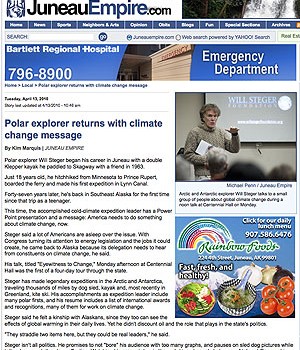 JuneauEmpire.com
Home News Sports Neighbors & Arts Opinion Outdoors Blogs Fun Special Sections Archives
SEARCH: GO Juneauempire.com Web search powered by YAHOO! Search
Bartlett Regional Hospital
796-8900
Emergency
Department
Home > Local > Polar explorer returns with climate change message
Tuesday, April 13, 2010
Story last updated at 4/13/2010 - 10:46 am
Polar explorer returns with climate
change message
By Kim Marquis | JUNEAU EMPIRE
Polar explorer Will Steger began his career in Juneau with a double
Klepper kayak he paddled to Skagway with a friend in 1963.
Just 18 years old, he hitchhiked from Minnesota to Prince Rupert,
boarded the ferry and made his first expedition in Lynn Canal.
Forty-seven years later, he's back in Southeast Alaska for the first time
since that trip as a teenager.
This time, the accomplished cold-climate expedition leader has a Power
Point presentation and a message: America needs to do something
about climate change, now.
Steger said a lot of Americans are asleep over the issue. With
Congress turning its attention to energy legislation and the jobs it could
create, he came back to Alaska because its delegation needs to hear
from constituents on climate change, he said.
His talk, titled "Eyewitness to Change," Monday afternoon at Centennial
Hall was the first of a two-day tour through the state.
Steger has made legendary expeditions in the Arctic and Antarctica,
traveling thousands of miles by dog sled, kayak and, most recently in
Greenland, kite ski. His accomplishments as expedition leader include
many polar firsts, and his resume includes a list of international awards
and recognitions, many of them for work on climate change.
Steger said he felt a kinship with Alaskans, since they too can see the
effects of global warming in their daily lives. Yet he didn't discount oil and the role that plays in the state's politics.
"They straddle two worlds here, but they could be real leaders," he said.
Steger isn't all politics. He promises to not "bore" his audience with too many graphs, and pauses on sled dog pictures while
WILL STEGER
FOUNDATION
Michael Penn / Juneau Empire
Arctic and Antarctic explorer Will Steger talks to a small
group of people about global climate change during a
noon talk at Centennial Hall on Monday.
Click for our daily
lunch menu
907.586.6476
Rainbow Foods
224 4th Street, Juneau, AK 99801
Fast, fresh, and
healthy!